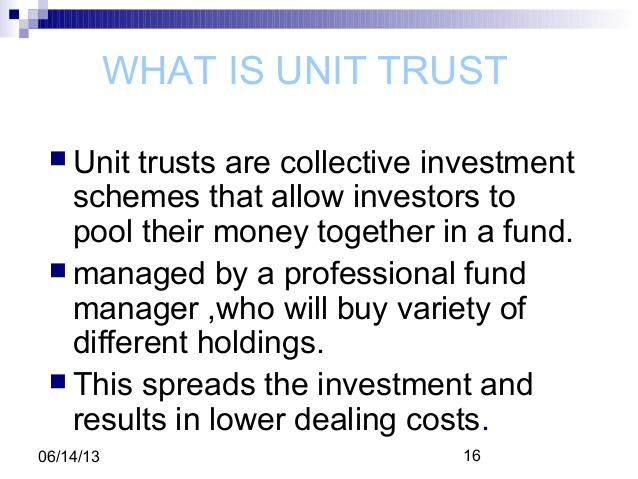 WHAT IS UNIT TRUST
Unit trusts are collective investment
schemes that allow investors to
pool their money together in a fund.
managed by a professional fund
manager ,who will buy variety of
different holdings.
This spreads the investment and
results in lower dealing costs.
06/14/13 16